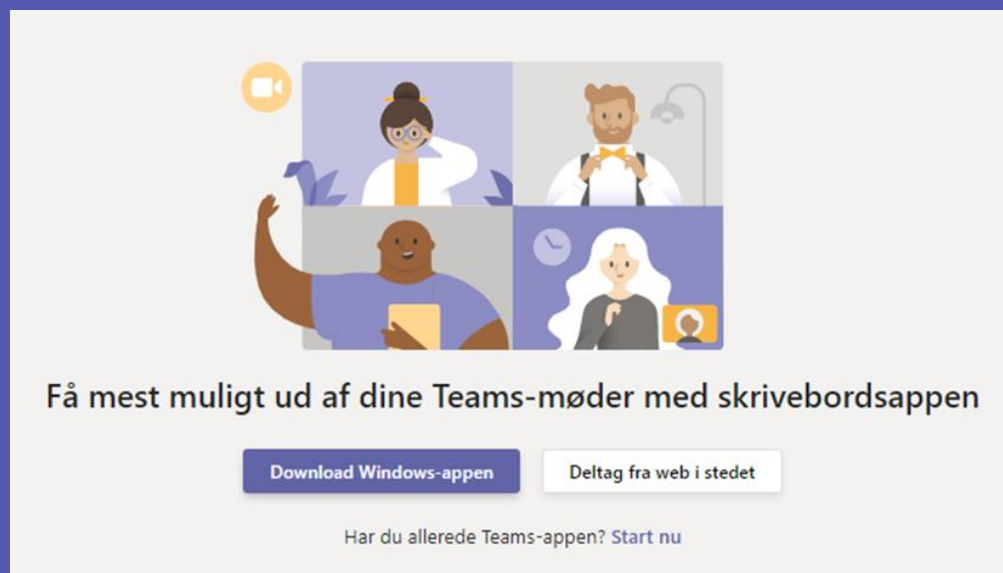 Få mest muligt ud af dine Teams-møder med skrivebordsappen
Download Windows-appen
Deltag fra web i stedet
Har du allerede Teams-appen? Start nu